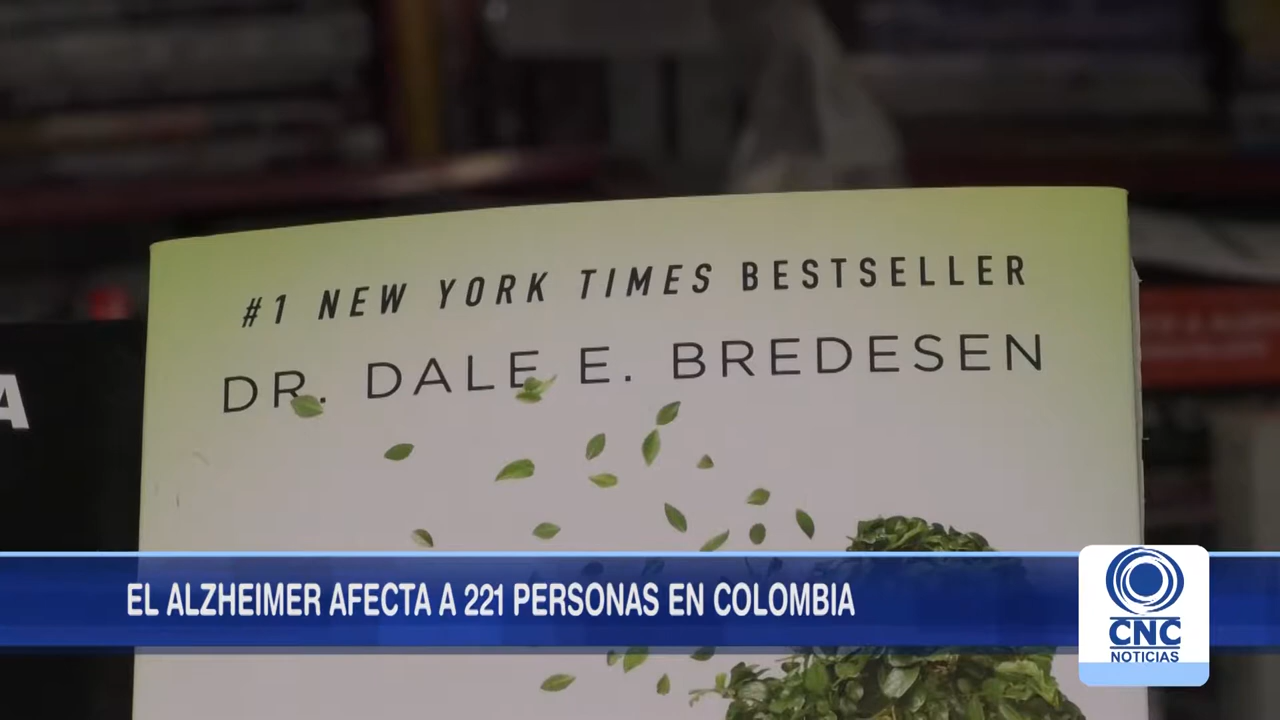 #1 NEW YORK TIMES BESTSELLER
DR. DALE E. BREDESEN
A
EL ALZHEIMER AFECTA A 221 PERSONAS EN COLOMBIA
CNC
NOTICIAS